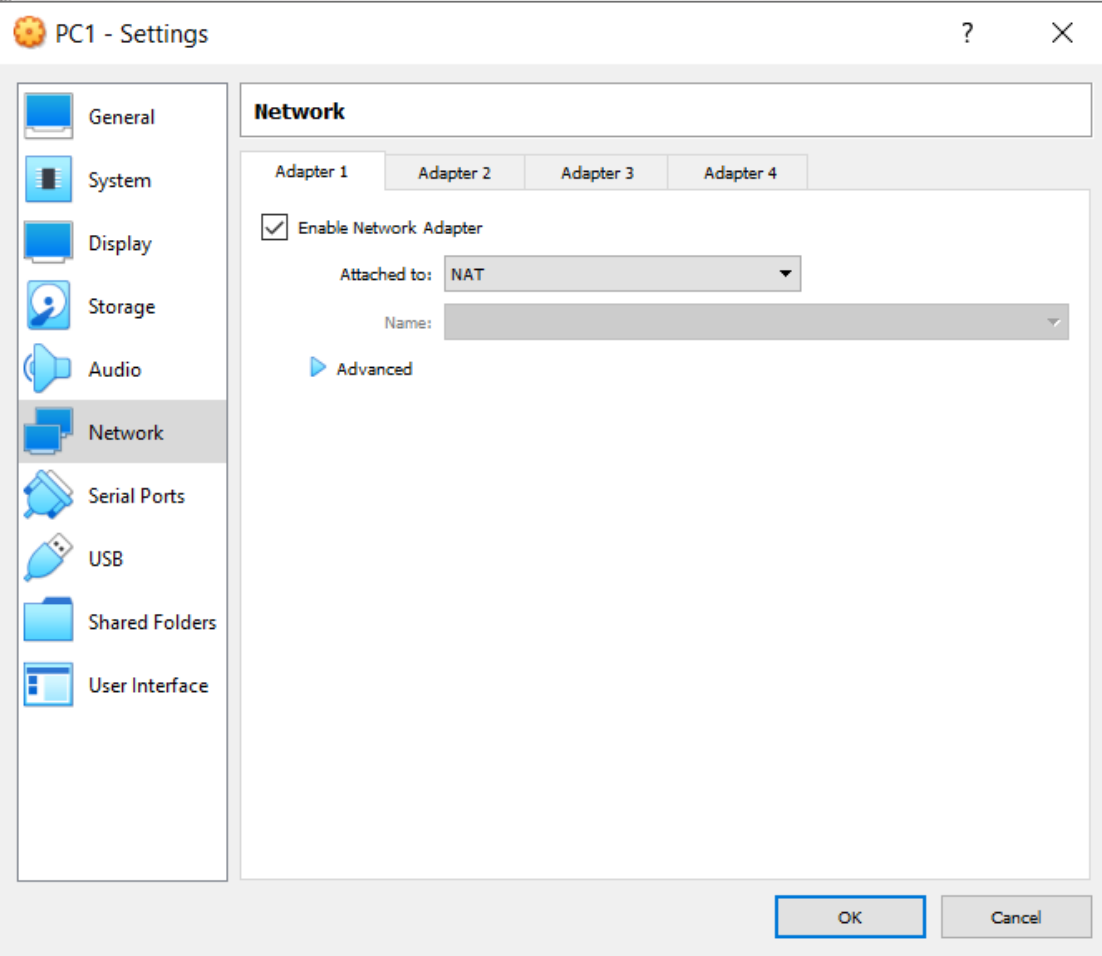 PC1 - Settings
?
General
System
Display
Storage
Audio
Network
Serial Ports
USB
Shared Folders
User Interface
Network
Adapter 1 Adapter 2 Adapter 3 Adapter 4
Enable Network Adapter
Attached to: NAT
Name:
Advanced
OK Cancel